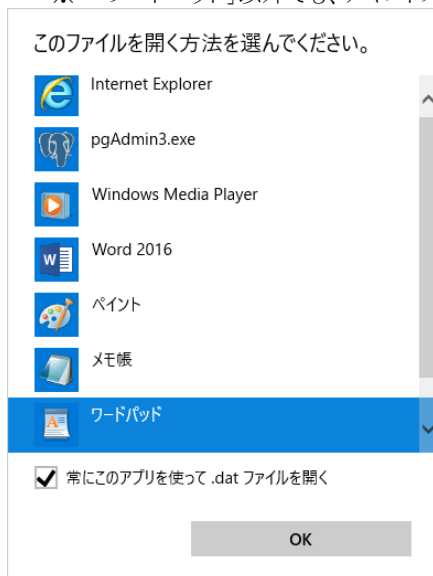 このファイルを開く方法を選んでください。
Internet Explorer
pgAdmin3.exe
Windows Media Player
Word 2016
ペイント
メモ帳
ワードパッド
常にこのアプリを使って .dat ファイルを開く
OK